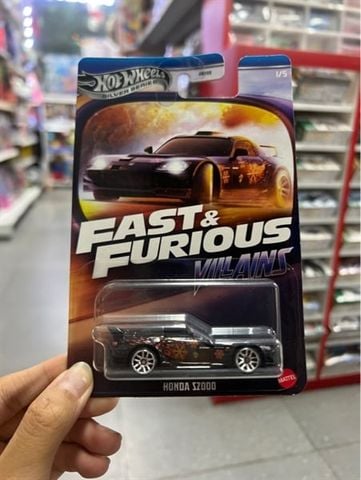 HOT WHEELS
SILVER SERIES
1/5
FAST &
FURIOUS
VILLAINS
HONDA S2000
MATTEL